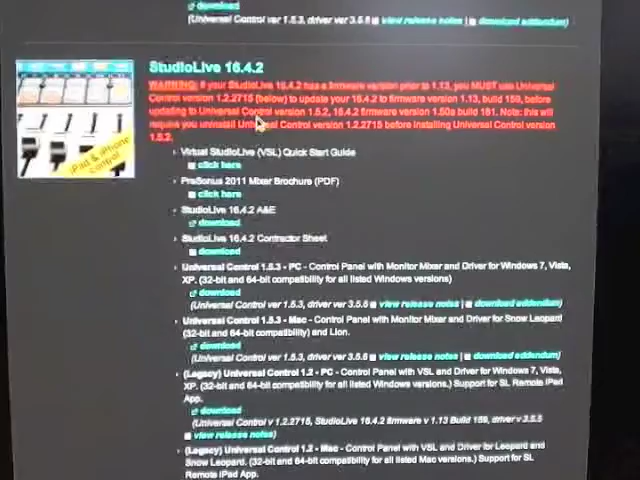 download
(Universal Control ver 1.5.3, driver ver 3.5.6 view release notes | download addendum)
StudioLive 16.4.2
WARNING: If your StudioLive 16.4.2 has a firmware version prior to 1.13, you MUST use Universal
Control version 1.2.2715 (below) to update your 16.4.2 to firmware version 1.13, build 159, before
updating to Universal Control version 1.5.2, 16.4.2 firmware version 1.50a build 181. Note: this will
require you uninstall Universal Control version 1.2.2715 before installing Universal Control version
1.5.2.
iPad & iPhone
control
Virtual StudioLive (VSL) Quick Start Guide
click here
PreSonus 2011 Mixer Brochure (PDF)
click here
StudioLive 16.4.2 A&E
download
StudioLive 16.4.2 Contractor Sheet
download
Universal Control 1.5.3 - PC - Control Panel with Monitor Mixer and Driver for Windows 7, Vista,
XP. (32-bit and 64-bit compatibility for all listed Windows versions)
download
(Universal Control ver 1.5.3, driver ver 3.5.6 view release notes | download addendum)
Universal Control 1.5.3 - Mac - Control Panel with Monitor Mixer and Driver for Snow Leopard
(32-bit and 64-bit compatibility) and Lion.
download
(Universal Control ver 1.5.3, driver ver 3.5.6 view release notes | download addendum)
(Legacy) Universal Control 1.2 - PC - Control Panel with VSL and Driver for Windows 7, Vista,
XP. (32-bit and 64-bit compatibility for all listed Windows versions.) Support for SL Remote iPad
App.
download
(Universal Control v 1.2.2715, StudioLive 16.4.2 firmware v 1.13 Build 159, driver v 3.5.5
view release notes)
(Legacy) Universal Control 1.2 - Mac - Control Panel with VSL and Driver for Leopard and
Snow Leopard. (32-bit and 64-bit compatibility for all listed Mac versions.) Support for SL
Remote iPad App.